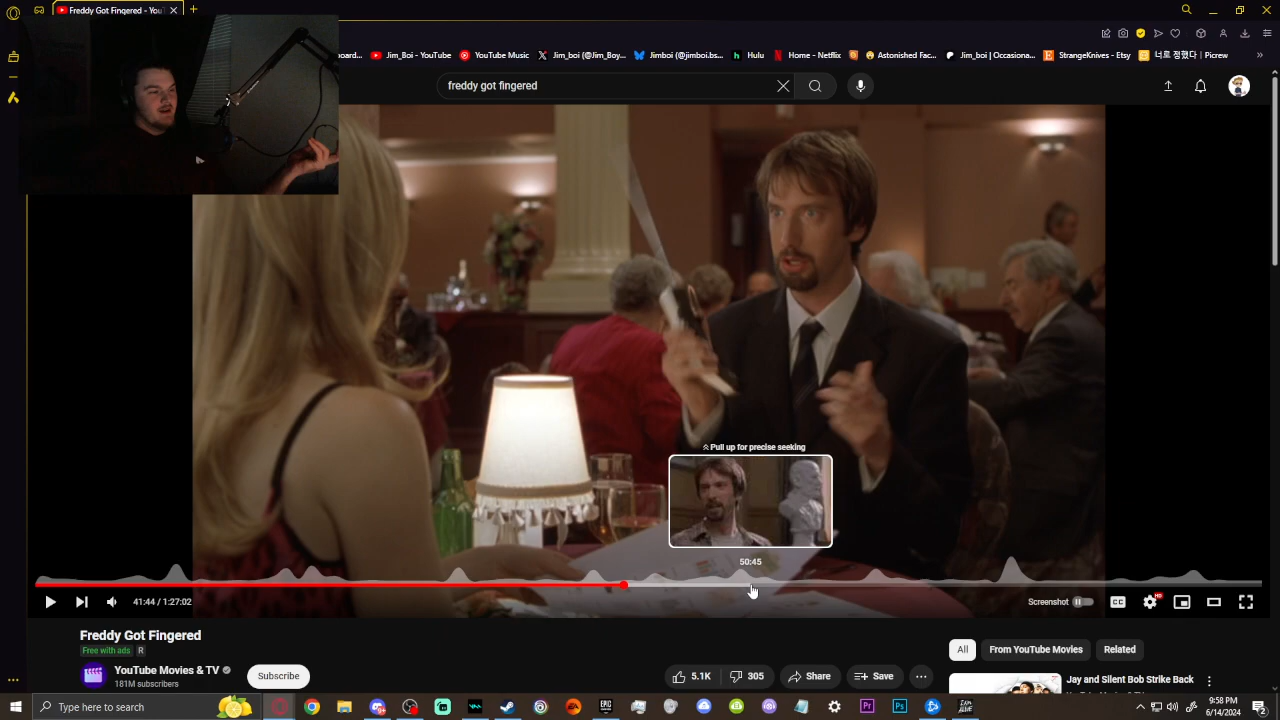 Freddy Got Fingered - You
board...
Jim_Boi - YouTube
YouTube Music
Jim_boi (@Jim_Boy...
Jimboi (@jimboi.bs...
Hulu
Home - Netflix
Astonished Fac...
Jim_boi | Occasiona...
StrangeKnives - Etsy
너로 정했다 | Picrew
freddy got fingered
Pull up for precise seeking
50:45
41:44 / 1:27:02
Screenshot
CC
HD
Freddy Got Fingered
Free with ads
R
YouTube Movies & TV
181M subscribers
Subscribe
5.1K
305
Share
Save
All
From YouTube Movies
Related
Jay and Silent Bob Strike Back
Type here to search
9:58 PM
6/14/2024